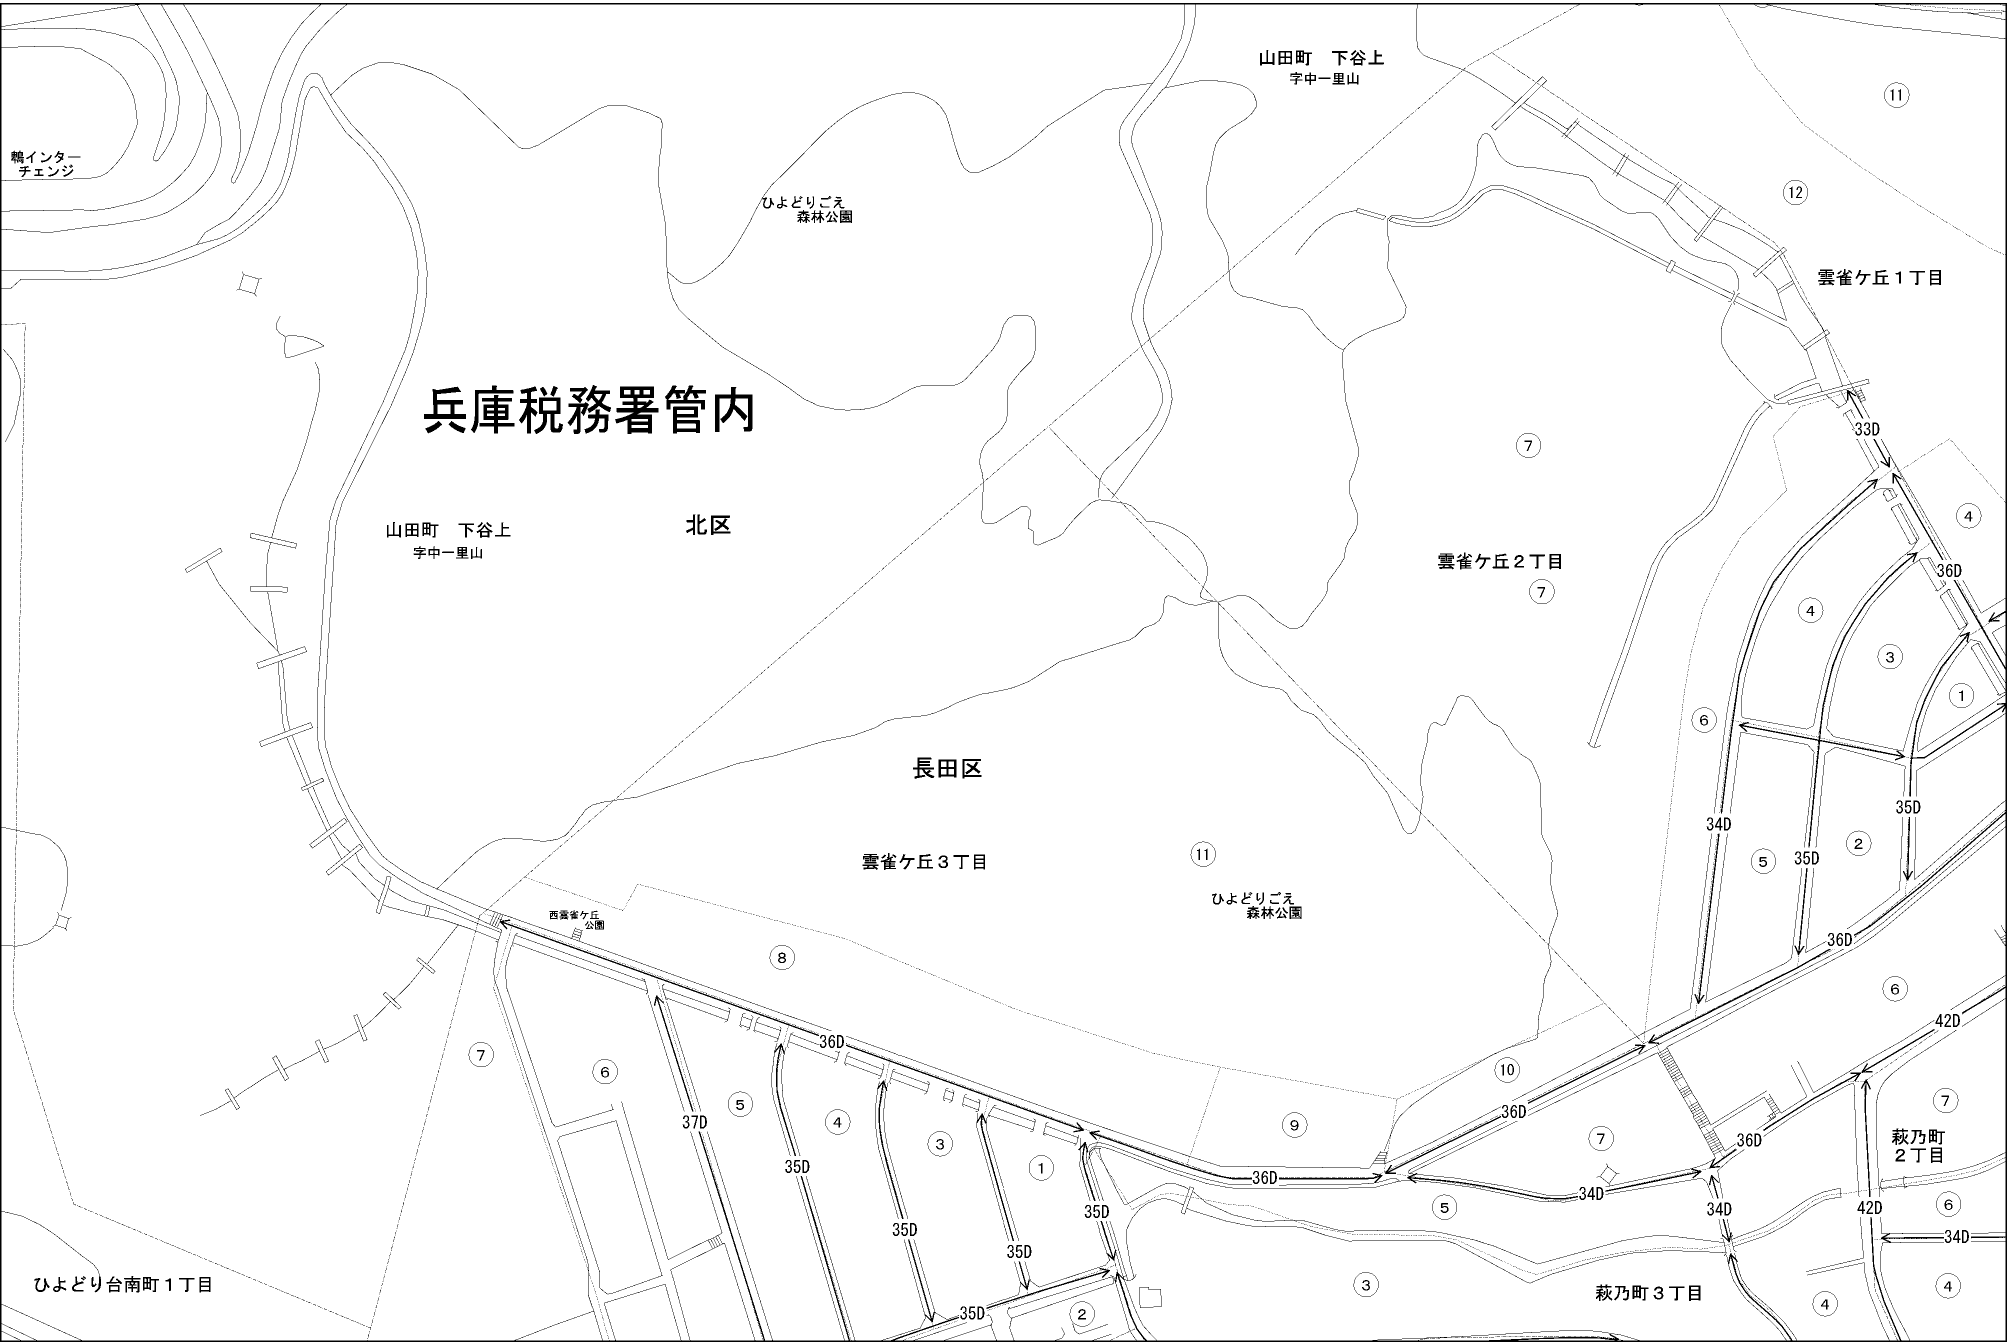 山田町　下谷上
字中一里山
⑪
鵯インター
チェンジ
⑫
ひよどりごえ
森林公園
雲雀ケ丘１丁目
兵庫税務署管内
33D
⑦
山田町　下谷上
字中一里山
北区
④
雲雀ケ丘２丁目
36D
⑦
④
③
①
⑥
長田区
35D
34D
②
35D
⑤
雲雀ケ丘３丁目
⑪
ひよどりごえ
森林公園
西雲雀ケ丘
公園
36D
⑧
⑥
42D
36D
⑦
⑥
⑩
⑤
④
37D
36D
⑨
⑦
⑦
36D
萩乃町
２丁目
③
①
35D
36D
34D
⑤
34D
42D
⑥
35D
35D
35D
34D
ひよどり台南町１丁目
③
萩乃町３丁目
④
④
35D
②